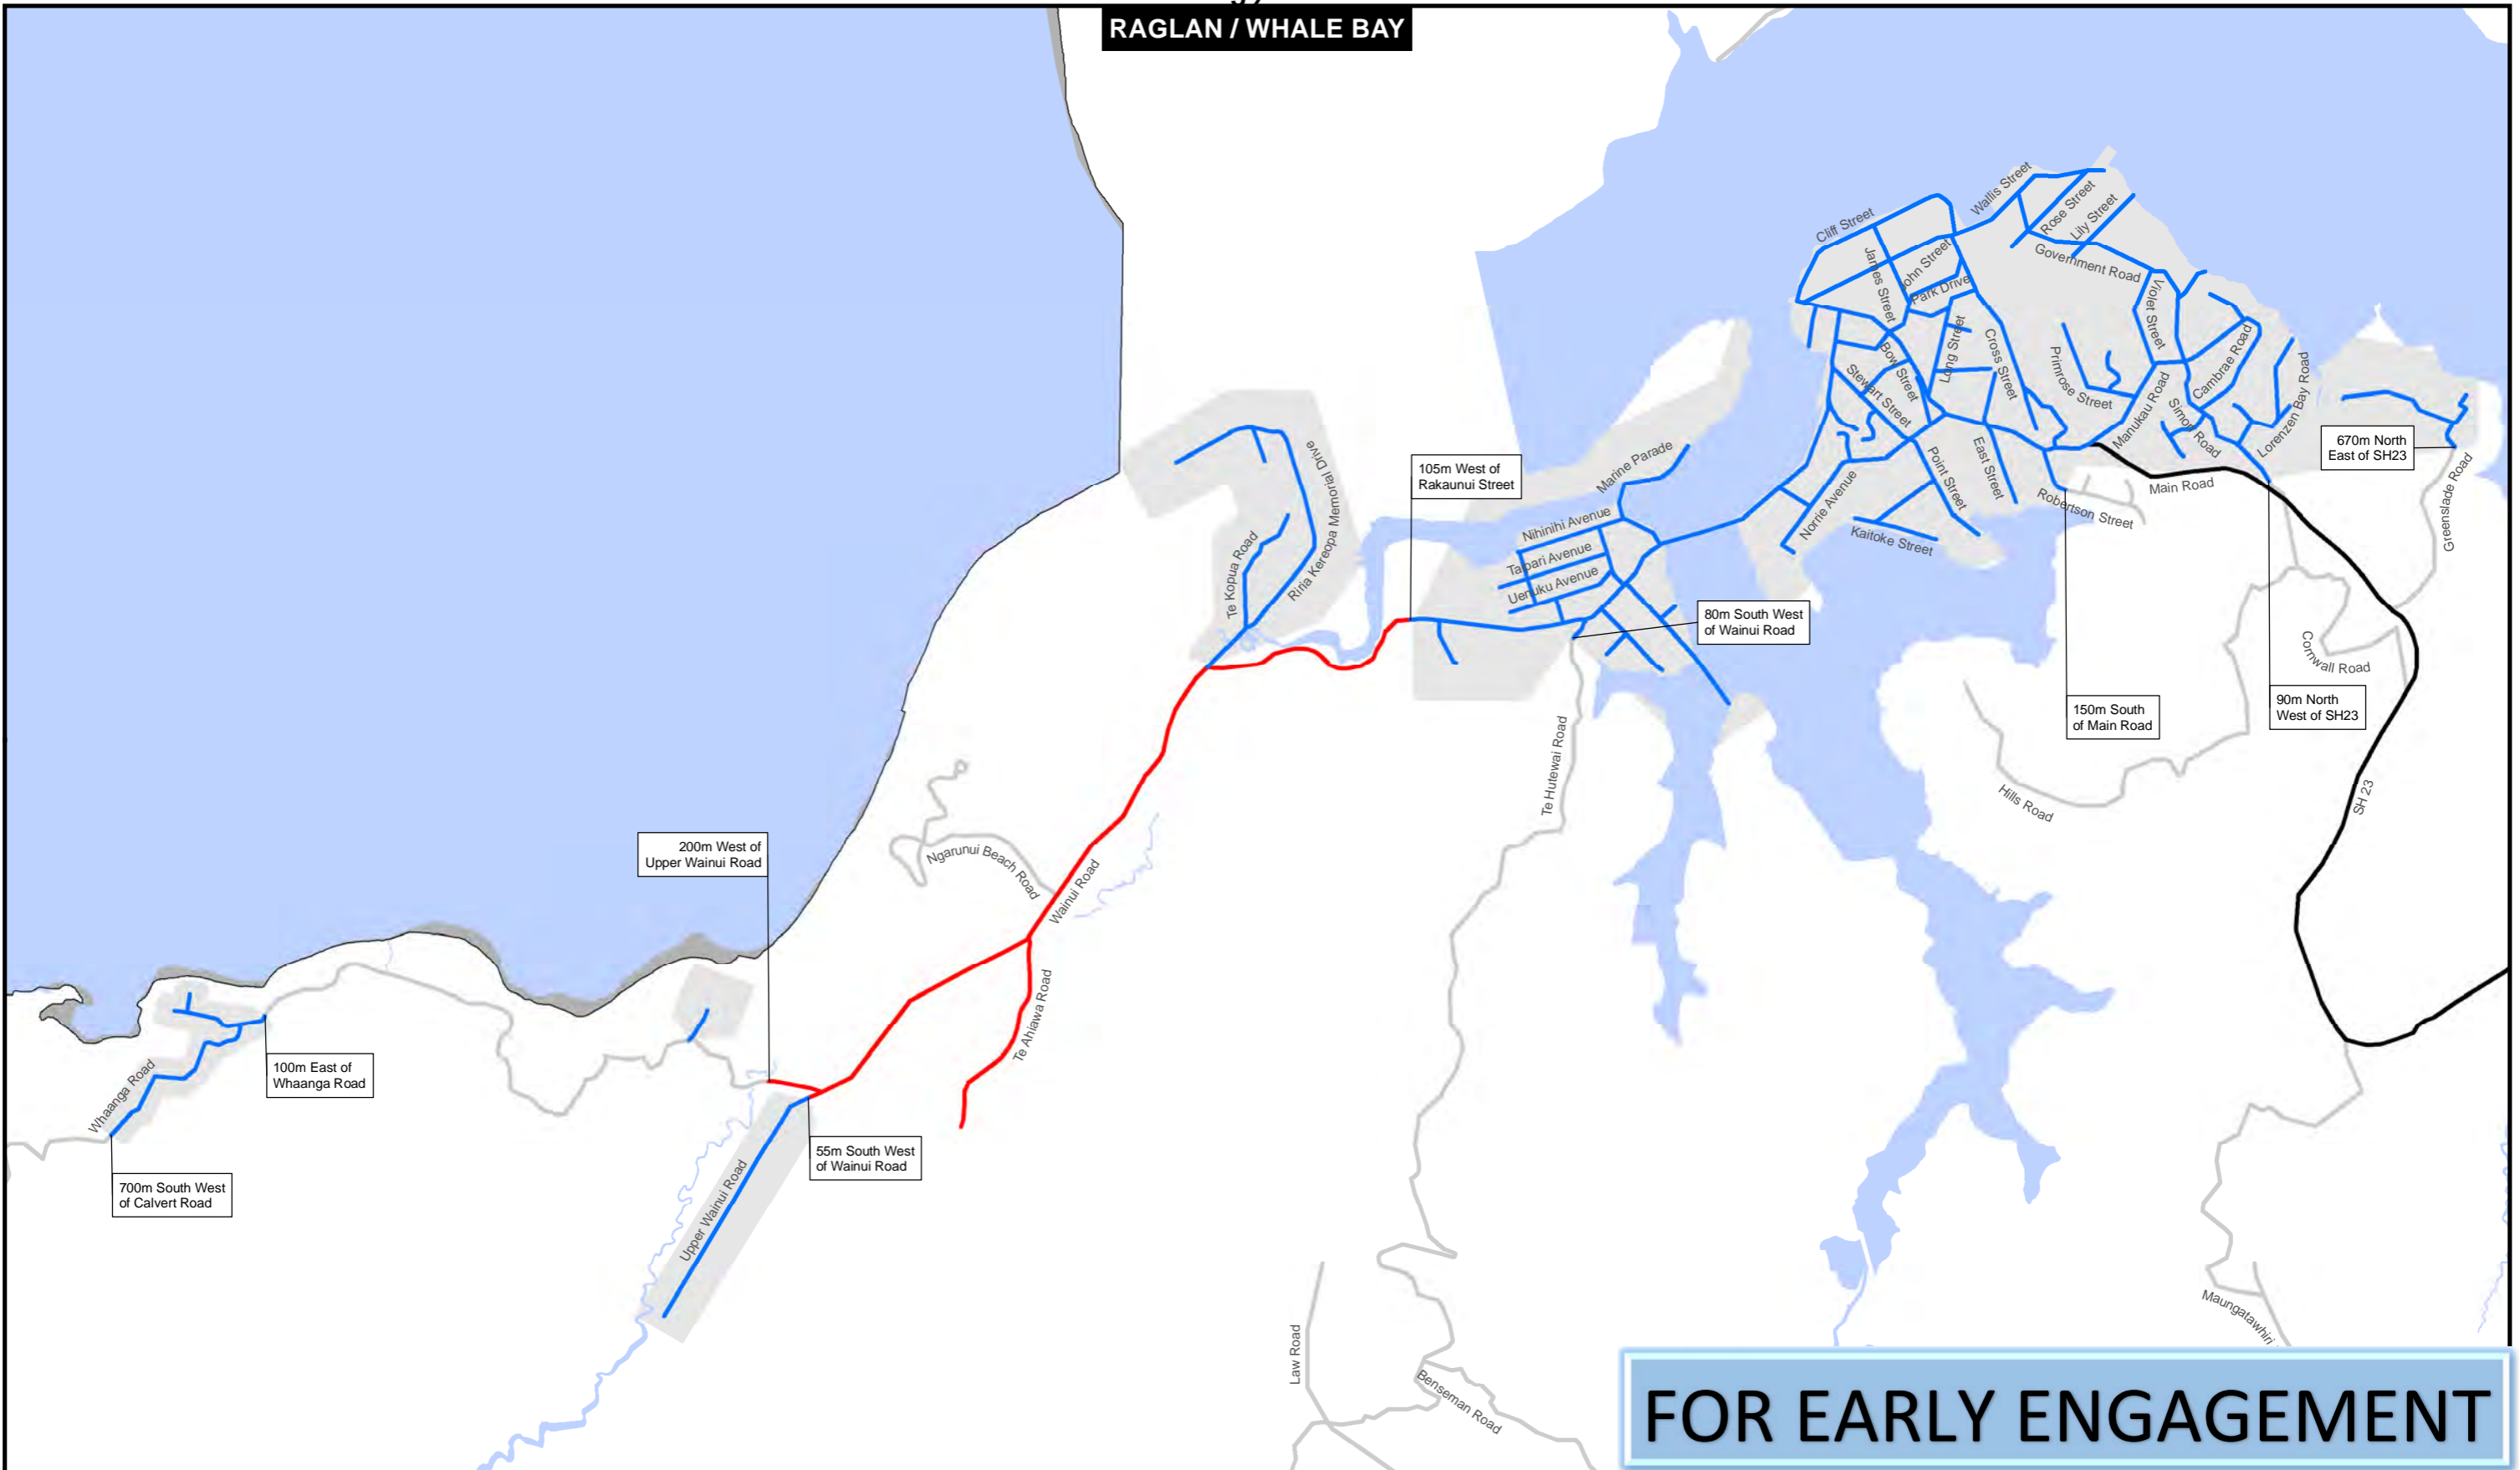 RAGLAN / WHALE BAY
Wallis Street
Rose Street
Lily Street
Cliff Street
Government Road
James Street
John Street
Park Drive
Violet Street
Long Street
Cross Street
Bow Street
Stewart Street
Primrose Street
Cambrae Road
Manukau Road
Simon Road
Lorenzen Bay Road
670m North
East of SH23
Greenslade Road
Main Road
Robertson Street
East Street
Point Street
Norrie Avenue
Kaitoke Street
Marine Parade
Nihinihi Avenue
Taipari Avenue
Uenuku Avenue
105m West of
Rakaunui Street
Riria Kereopa Memorial Drive
Te Kopua Road
80m South West
of Wainui Road
Cornwall Road
150m South
of Main Road
90m North
West of SH23
Te Hutewai Road
Hills Road
SH 23
200m West of
Upper Wainui Road
Ngarunui Beach Road
Wainui Road
Te Ahiawa Road
100m East of
Whaanga Road
Whaanga Road
700m South West
of Calvert Road
55m South West
of Wainui Road
Upper Wainui Road
Law Road
Benseman Road
Maungatawhiri
FOR EARLY ENGAGEMENT